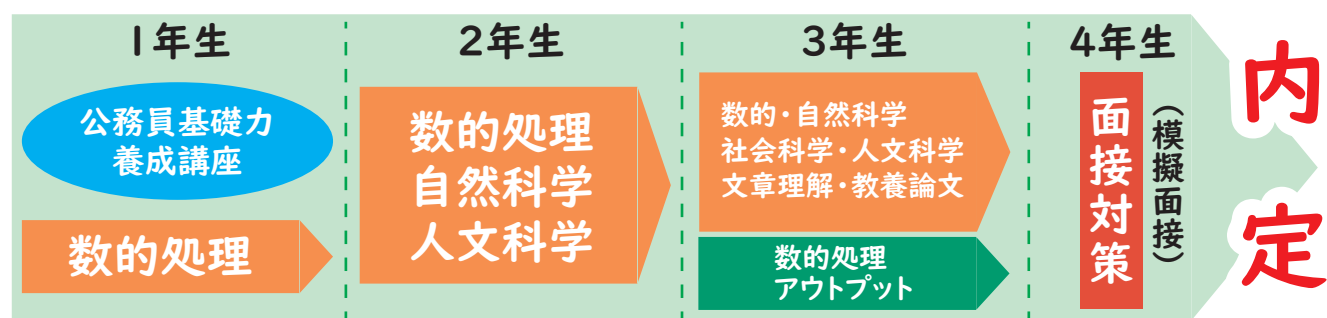 1年生
公務員基礎力
養成講座
数的処理
2年生
数的処理
自然科学
人文科学
3年生
数的・自然科学
社会科学・人文科学
文章理解・教養論文
数的処理
アウトプット
4年生
面接対策
（模擬面接）
内定